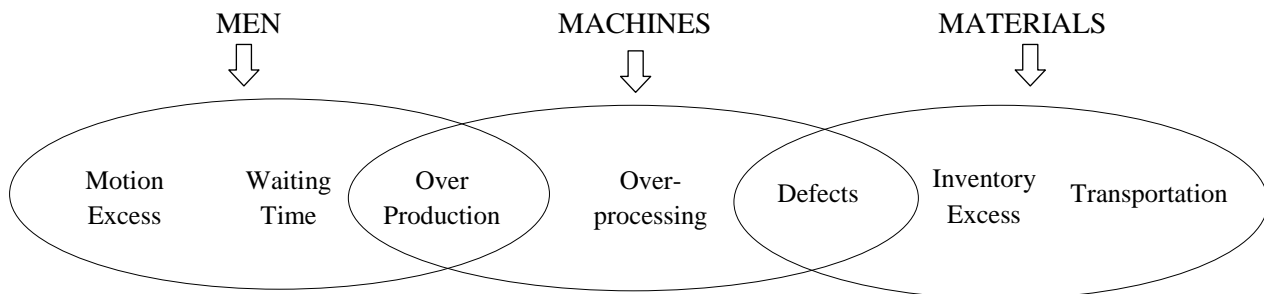 MEN
MACHINES
MATERIALS
Motion
Excess
Waiting
Time
Over
Production
Over-
processing
Defects
Inventory
Excess
Transportation